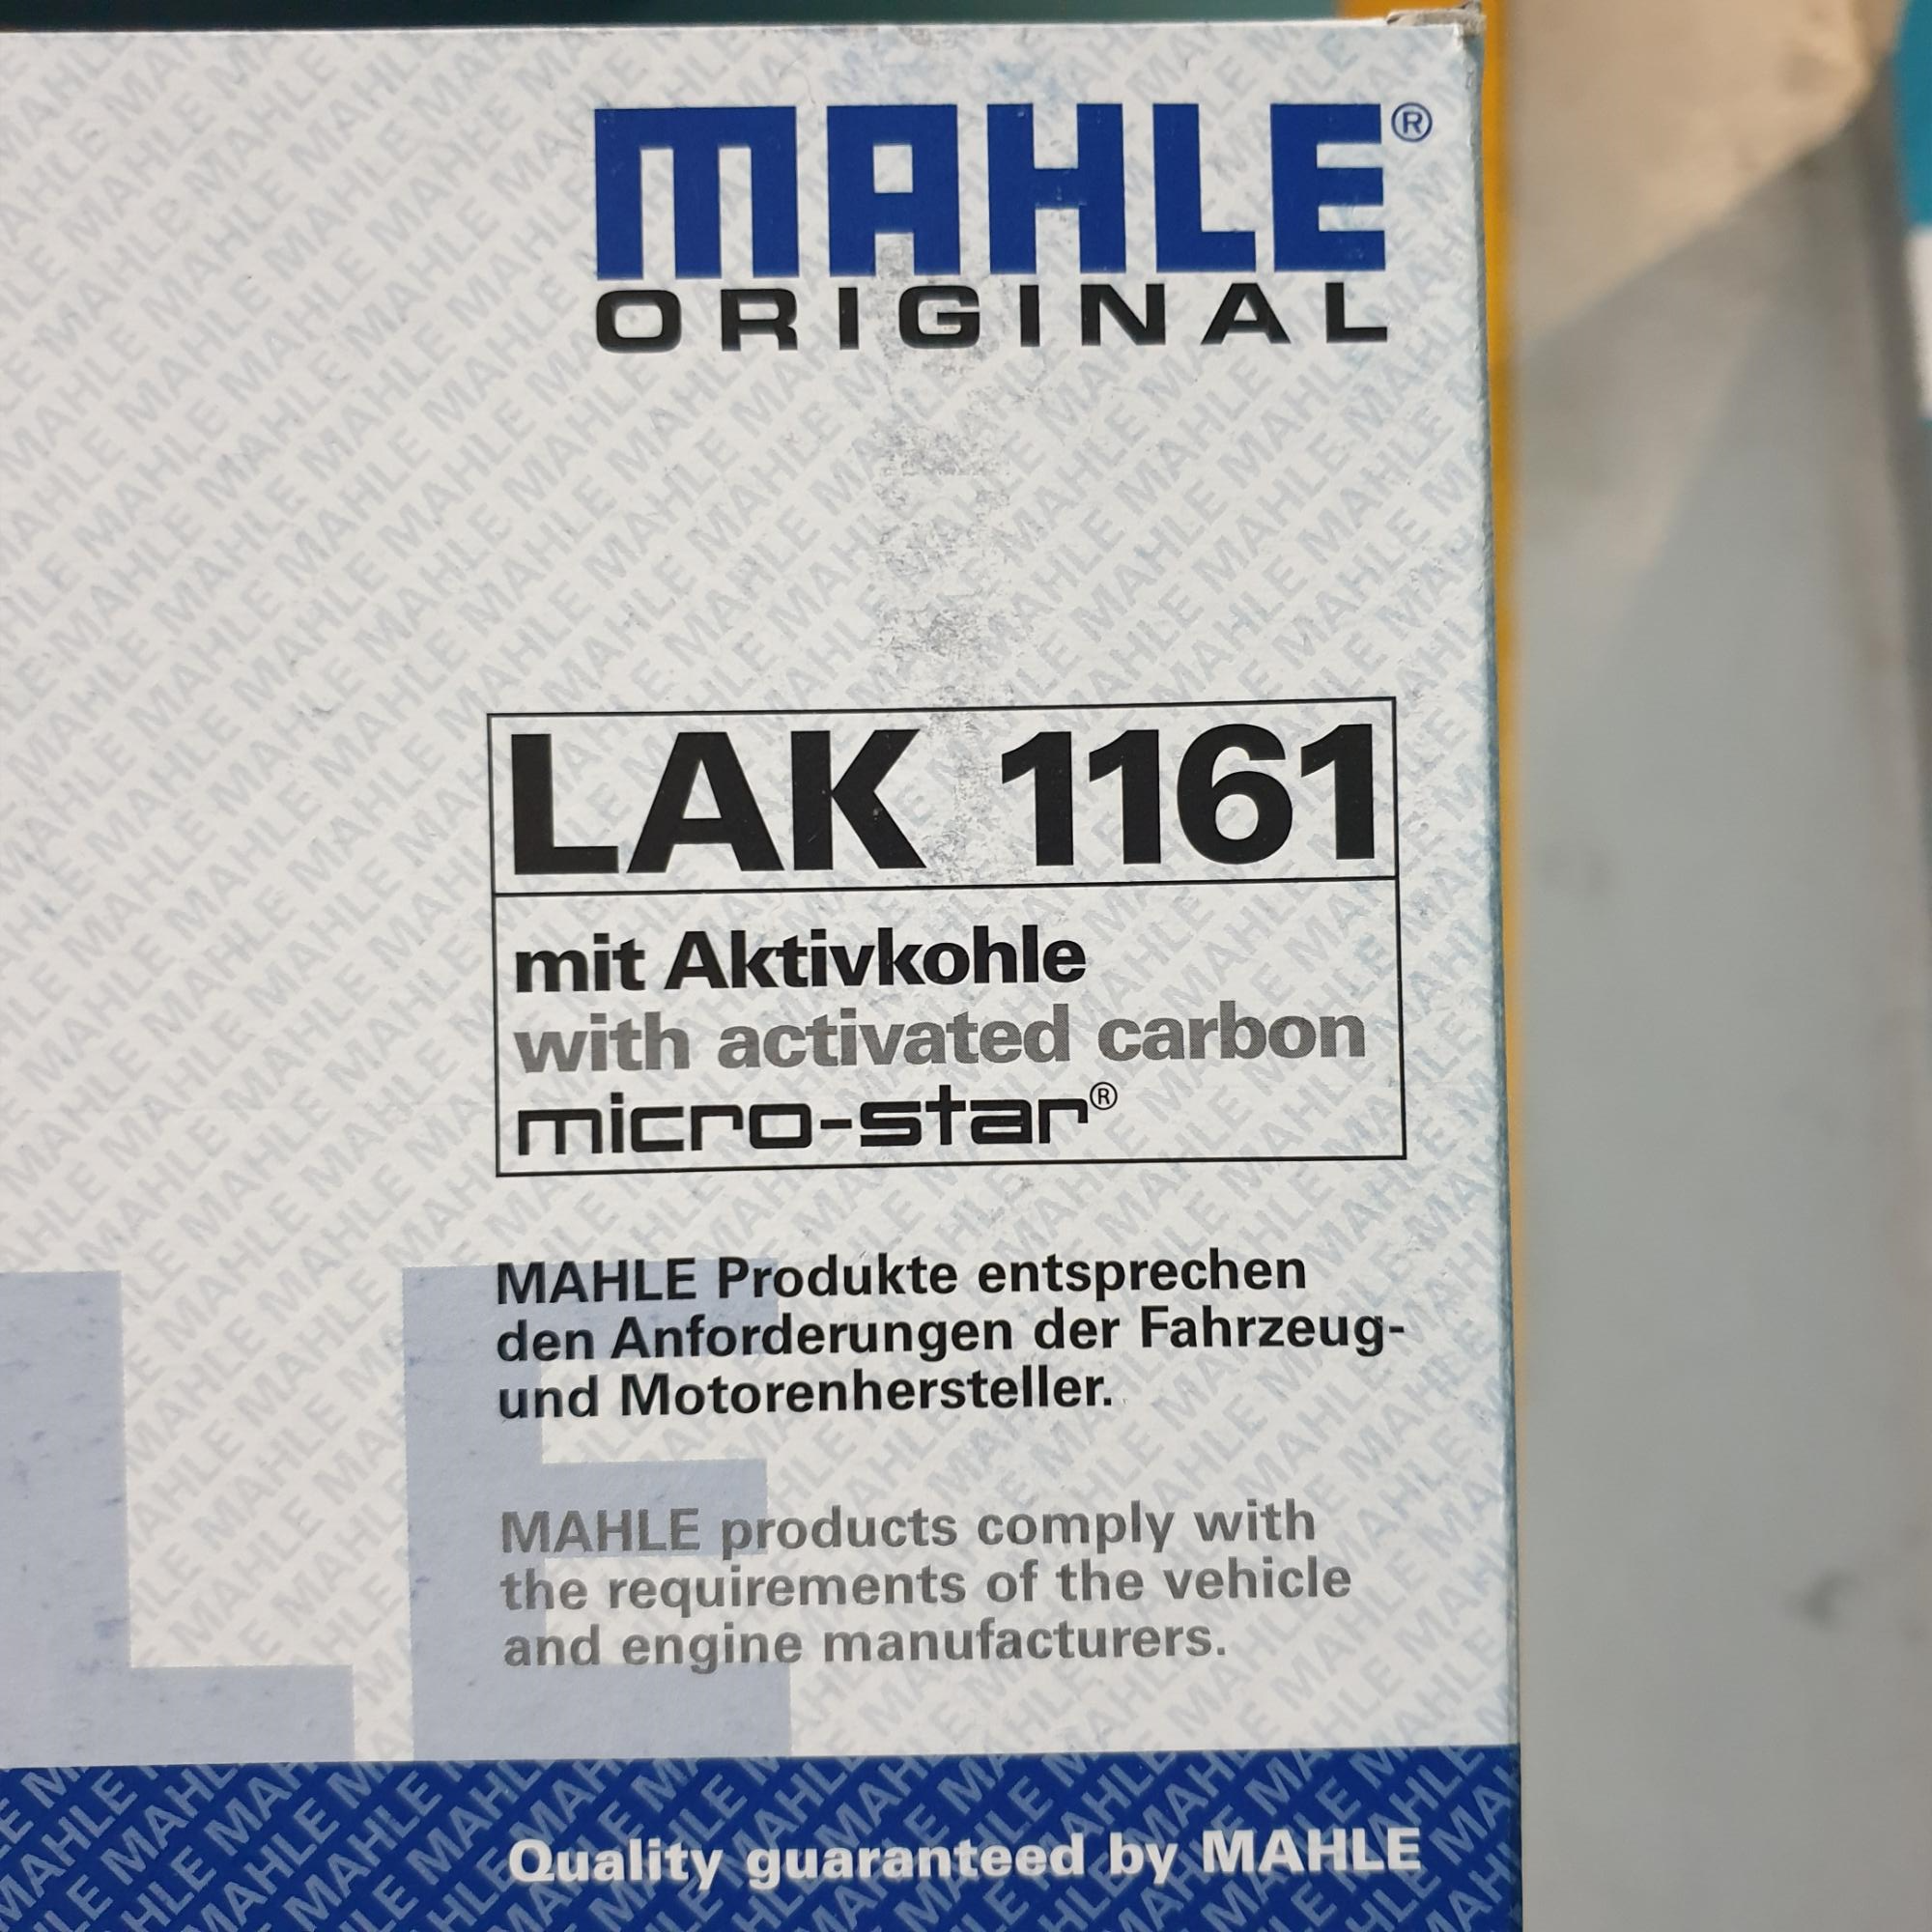 MAHLE®
ORIGINAL
LAK 1161
mit Aktivkohle
with activated carbon
micro-star®
MAHLE Produkte entsprechen
den Anforderungen der Fahrzeug-
und Motorenhersteller.
MAHLE products comply with
the requirements of the vehicle
and engine manufacturers.
Quality guaranteed by MAHLE